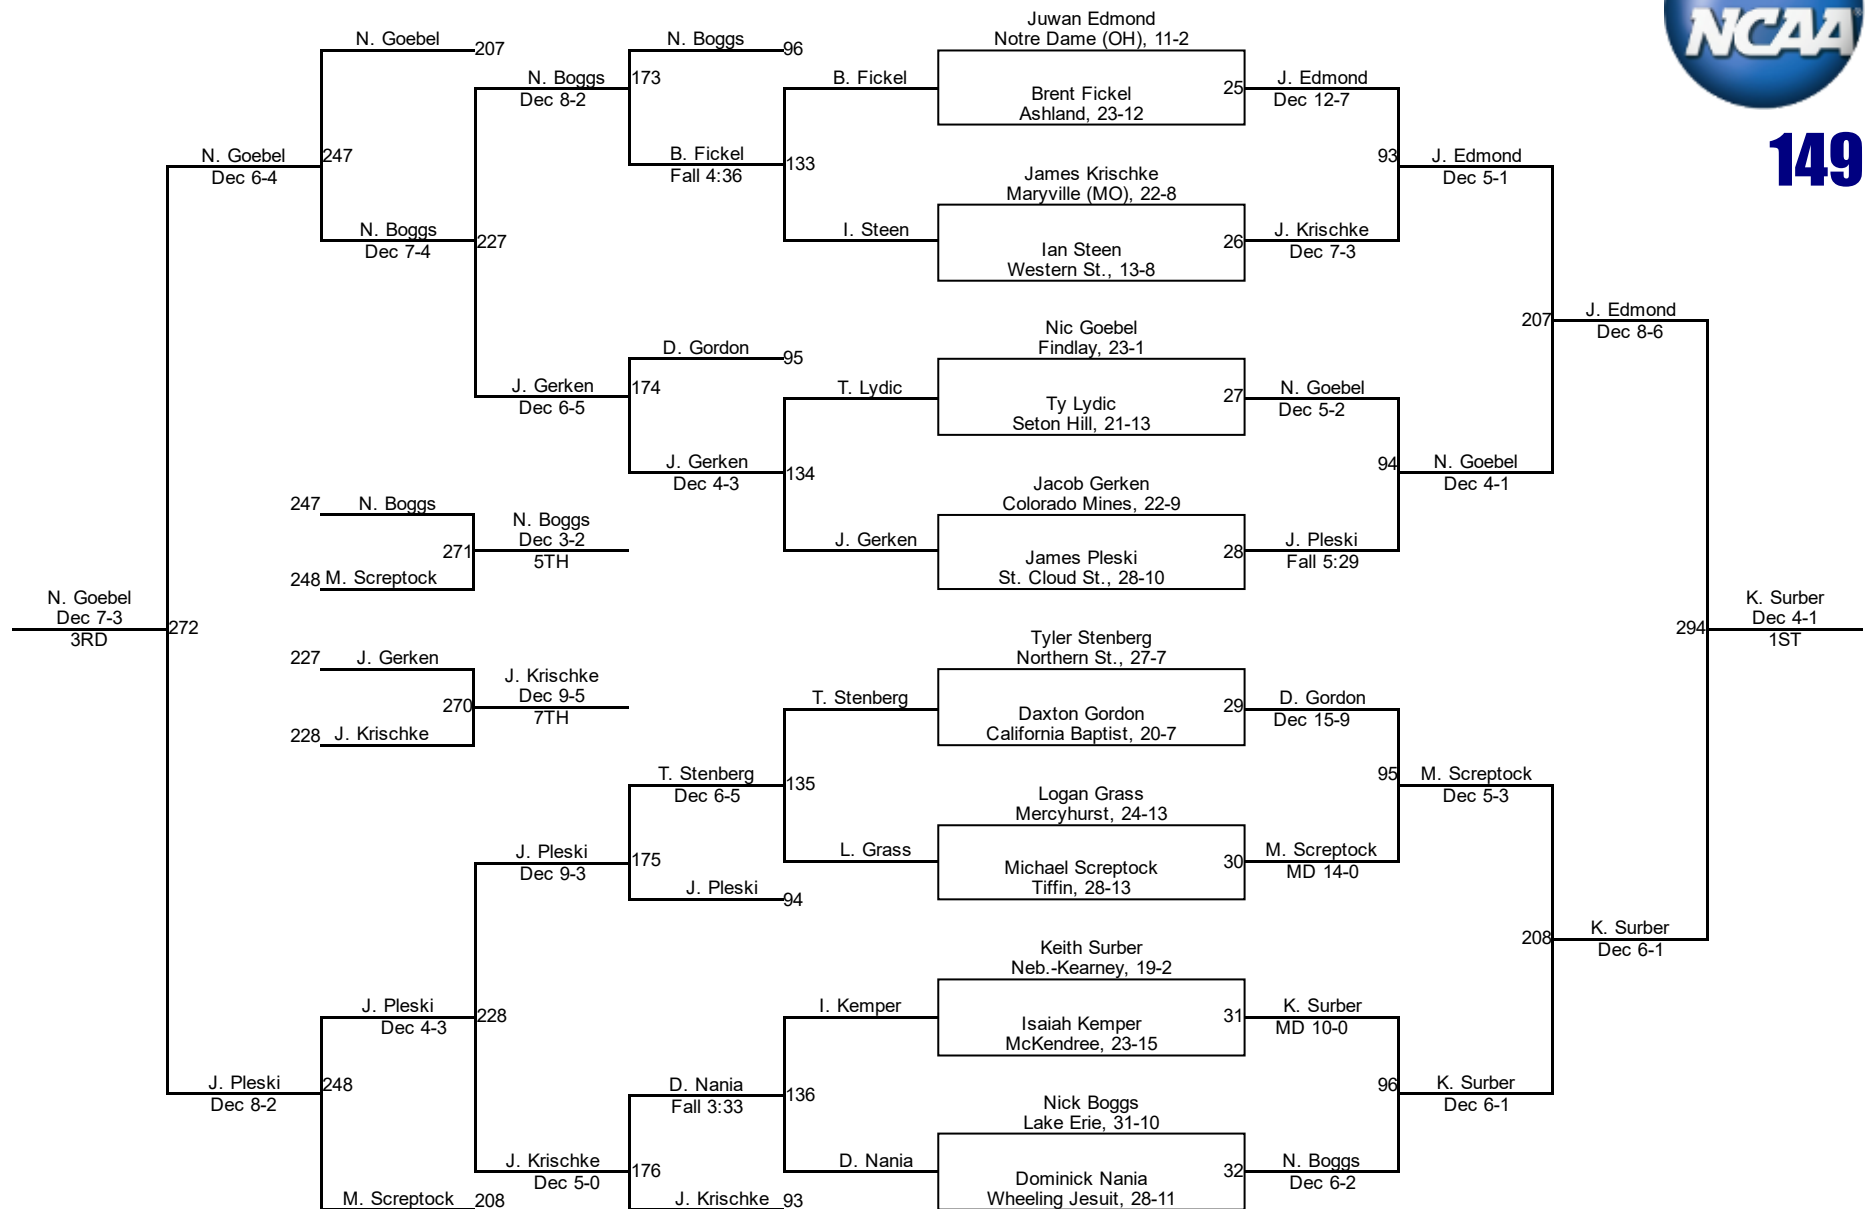 NCAA
149
N. Goebel
207
N. Boggs
Dec 8-2
N. Boggs
96
173
B. Fickel
Fall 4:36
N. Goebel
Dec 6-4
247
N. Boggs
Dec 7-4
227
B. Fickel
133
I. Steen
D. Gordon
95
J. Gerken
Dec 6-5
174
J. Gerken
Dec 4-3
T. Lydic
134
J. Gerken
247
N. Boggs
271
248
M. Screptock
N. Boggs
Dec 3-2
5TH
N. Goebel
Dec 7-3
3RD
272
227
J. Gerken
270
228
J. Krischke
J. Krischke
Dec 9-5
7TH
T. Stenberg
T. Stenberg
Dec 6-5
135
L. Grass
J. Pleski
Dec 9-3
175
J. Pleski
94
J. Pleski
Dec 4-3
228
J. Pleski
Dec 8-2
248
M. Screptock
208
I. Kemper
D. Nania
Fall 3:33
136
D. Nania
J. Krischke
Dec 5-0
176
J. Krischke
93
Juwan Edmond
Notre Dame (OH), 11-2
Brent Fickel
Ashland, 23-12
25
James Krischke
Maryville (MO), 22-8
Ian Steen
Western St., 13-8
26
Nic Goebel
Findlay, 23-1
Ty Lydic
Seton Hill, 21-13
27
Jacob Gerken
Colorado Mines, 22-9
James Pleski
St. Cloud St., 28-10
28
Tyler Stenberg
Northern St., 27-7
Daxton Gordon
California Baptist, 20-7
29
Logan Grass
Mercyhurst, 24-13
Michael Screptock
Tiffin, 28-13
30
Keith Surber
Neb.-Kearney, 19-2
Isaiah Kemper
McKendree, 23-15
31
Nick Boggs
Lake Erie, 31-10
Dominick Nania
Wheeling Jesuit, 28-11
32
J. Edmond
Dec 12-7
93
J. Krischke
Dec 7-3
J. Edmond
Dec 5-1
N. Goebel
Dec 5-2
94
J. Pleski
Fall 5:29
N. Goebel
Dec 4-1
207
J. Edmond
Dec 8-6
D. Gordon
Dec 15-9
95
M. Screptock
MD 14-0
M. Screptock
Dec 5-3
K. Surber
MD 10-0
96
N. Boggs
Dec 6-2
K. Surber
Dec 6-1
208
K. Surber
Dec 6-1
294
K. Surber
Dec 4-1
1ST